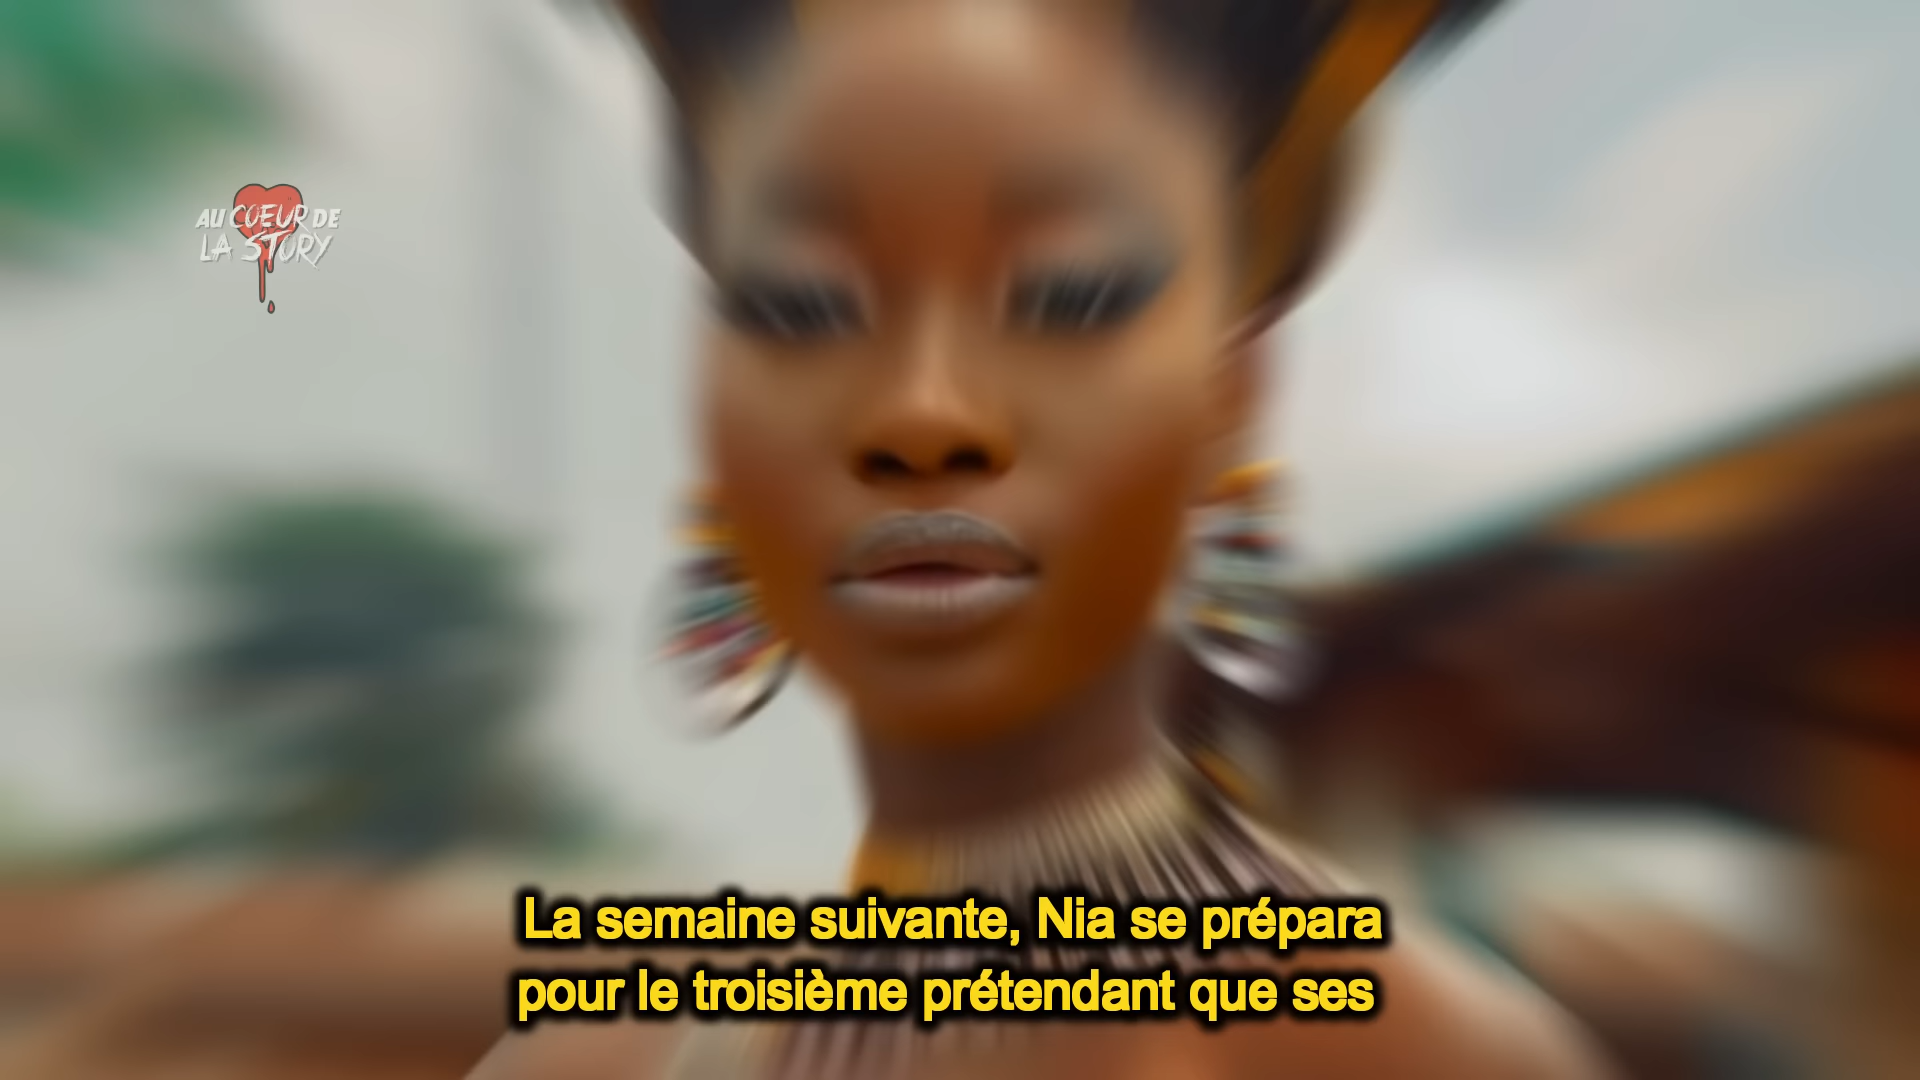 AU COEUR DE
LA STORY
La semaine suivante, Nia se prépara
pour le troisième prétendant que ses